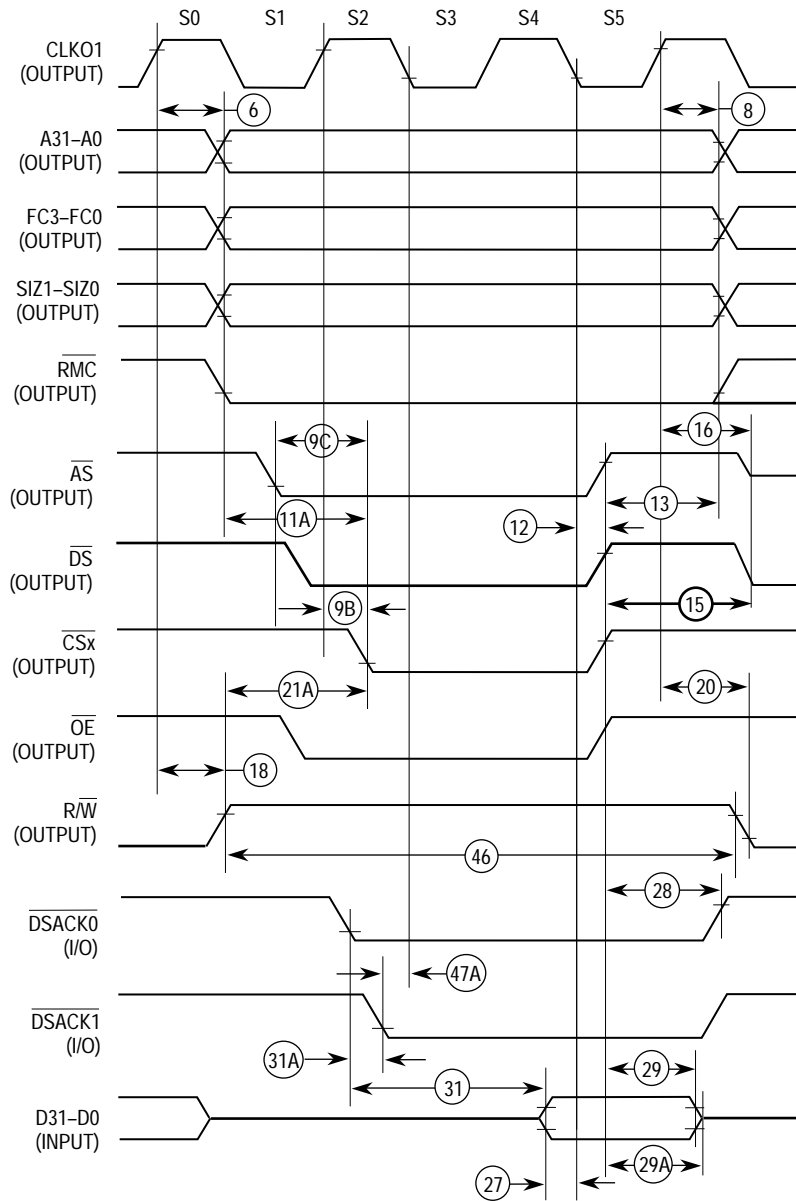 S0 S1 S2 S3 S4 S5
CLKO1
(OUTPUT)
6
8
A31–A0
(OUTPUT)
FC3–FC0
(OUTPUT)
SIZ1–SIZ0
(OUTPUT)
RMC
(OUTPUT)
16
9C
AS
(OUTPUT)
11A
12
13
DS
(OUTPUT)
9B
15
CSx
(OUTPUT)
21A
20
OE
(OUTPUT)
18
R/W
(OUTPUT)
46
28
DSACK0
(I/O)
47A
DSACK1
(I/O)
31A
29
31
D31–D0
(INPUT)
29A
27